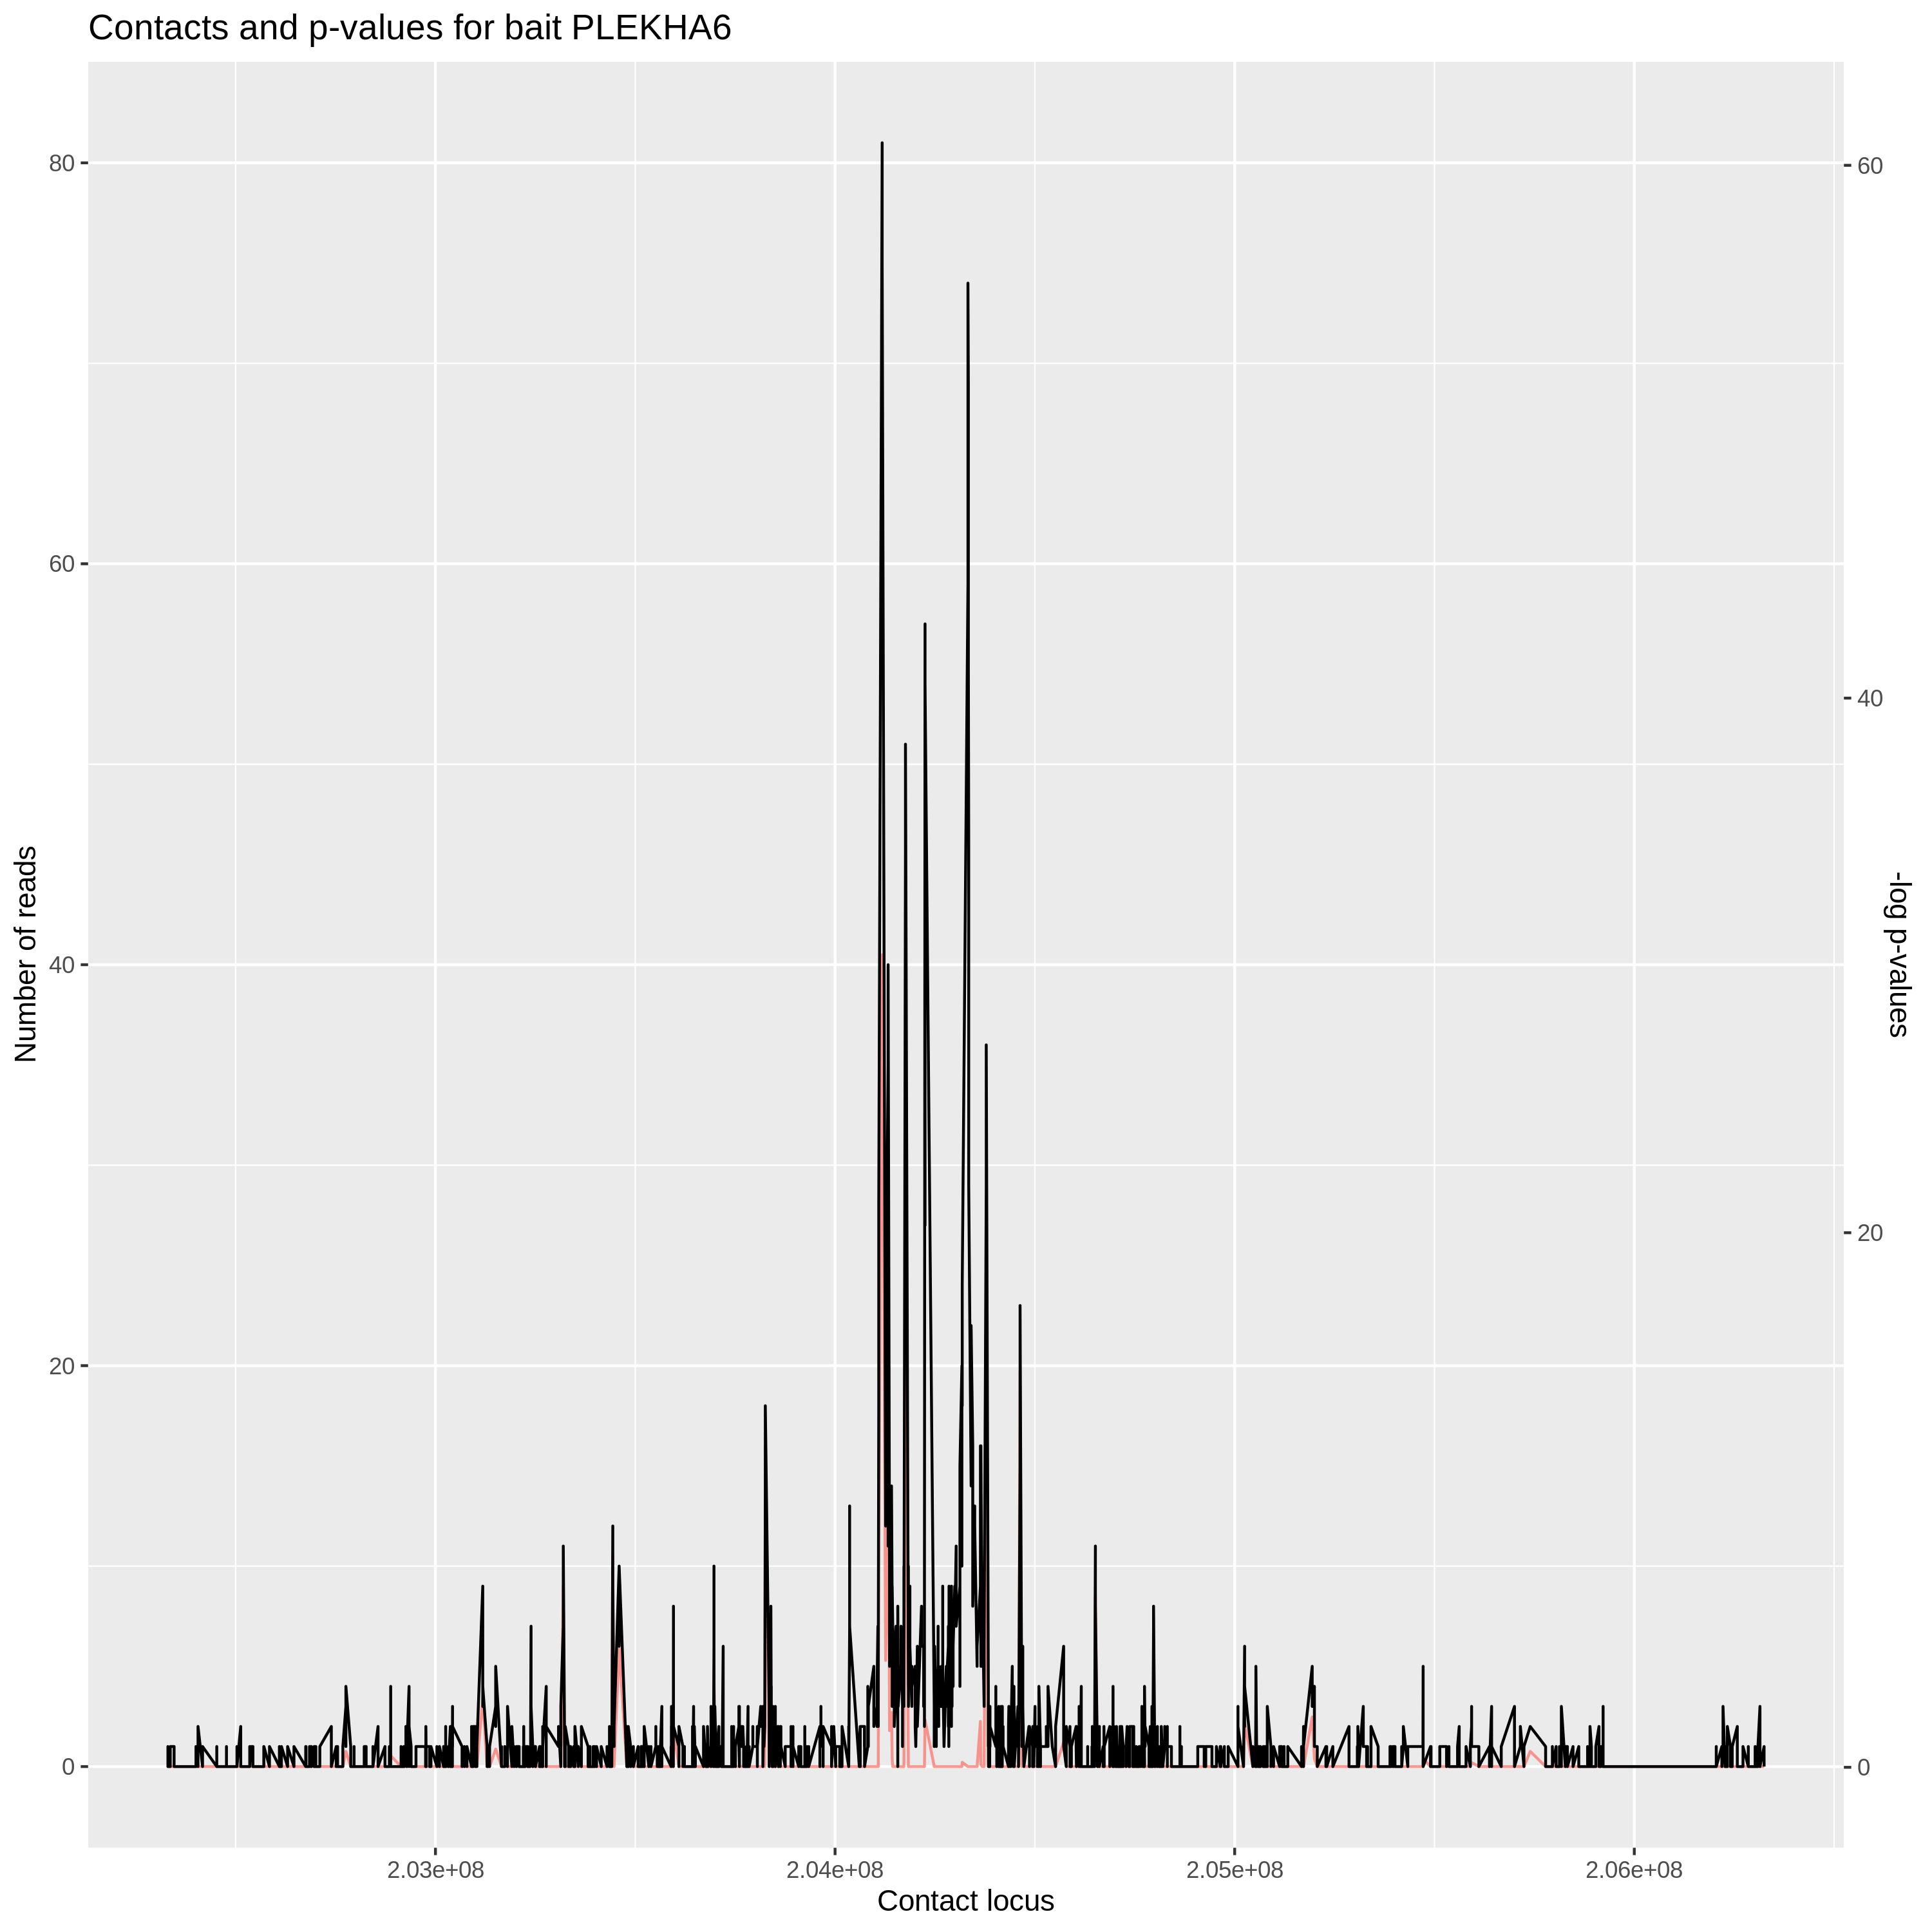 Contacts and p-values for bait PLEKHA6
80
60
40
20
0
Number of reads
60
40
20
0
-log p-values
2.03e+08
2.04e+08
2.05e+08
2.06e+08
Contact locus